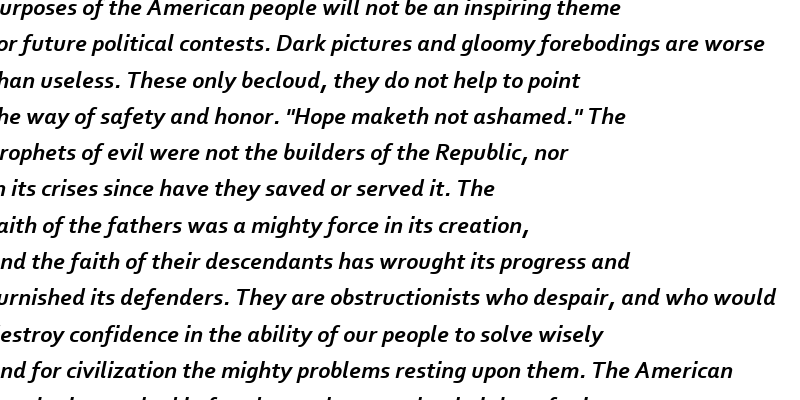 urposes of the American people will not be an inspiring theme
or future political contests. Dark pictures and gloomy forebodings are worse
han useless. These only becloud, they do not help to point
he way of safety and honor. "Hope maketh not ashamed." The
rophets of evil were not the builders of the Republic, nor
n its crises since have they saved or served it. The
aith of the fathers was a mighty force in its creation,
nd the faith of their descendants has wrought its progress and
urnished its defenders. They are obstructionists who despair, and who would
estroy confidence in the ability of our people to solve wisely
nd for civilization the mighty problems resting upon them. The American